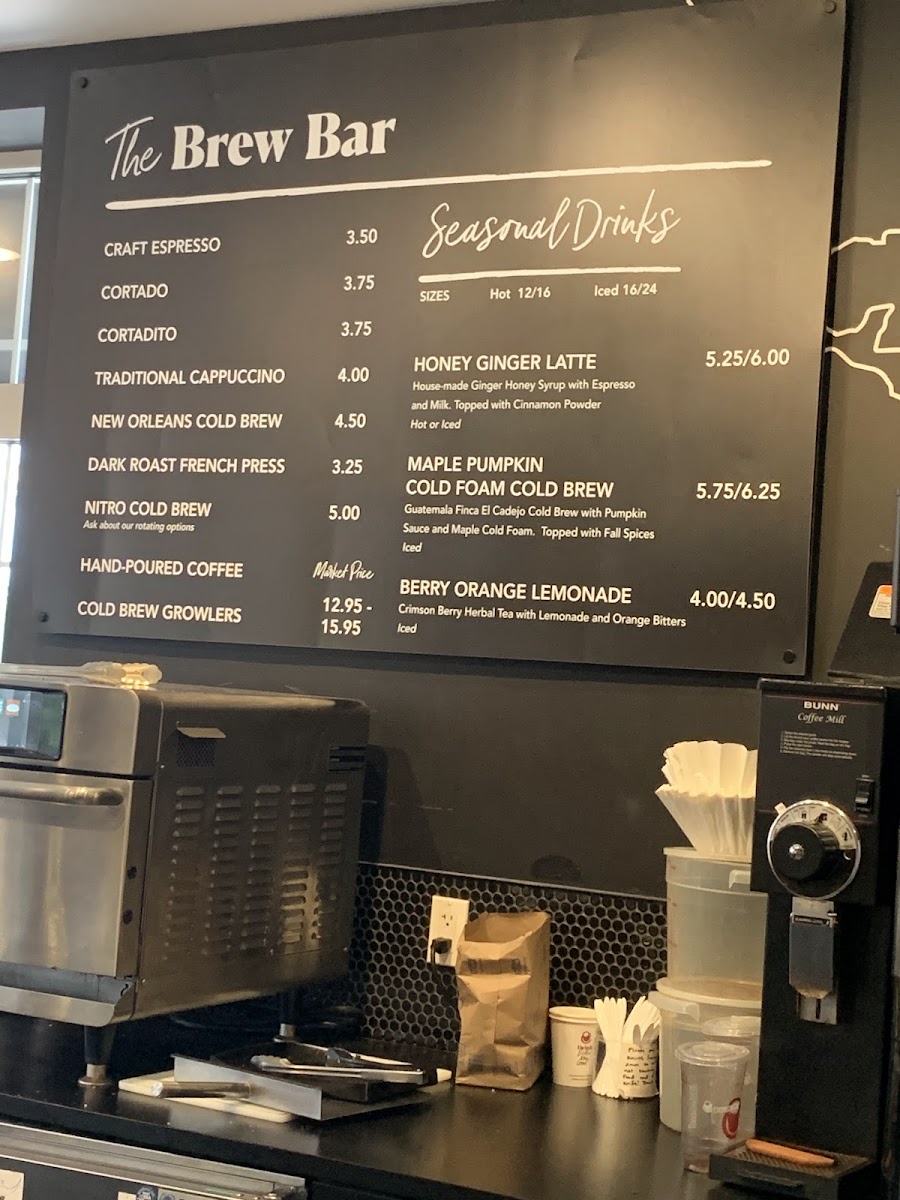 The Brew Bar
CRAFT ESPRESSO 3.50
CORTADO 3.75
CORTADITO 3.75
TRADITIONAL CAPPUCCINO 4.00
NEW ORLEANS COLD BREW 4.50
DARK ROAST FRENCH PRESS 3.25
NITRO COLD BREW 5.00
Ask about our rotating options
HAND-POURED COFFEE Market Price
COLD BREW GROWLERS 12.95 -
15.95
Seasonal Drinks
SIZES Hot 12/16 Iced 16/24
HONEY GINGER LATTE 5.25/6.00
House-made Ginger Honey Syrup with Espresso
and Milk. Topped with Cinnamon Powder
Hot or Iced
MAPLE PUMPKIN
COLD FOAM COLD BREW 5.75/6.25
Guatemala Finca El Cadejo Cold Brew with Pumpkin
Sauce and Maple Cold Foam. Topped with Fall Spices
Iced
BERRY ORANGE LEMONADE 4.00/4.50
Crimson Berry Herbal Tea with Lemonade and Orange Bitters
Iced
BUNN
Coffee Mill